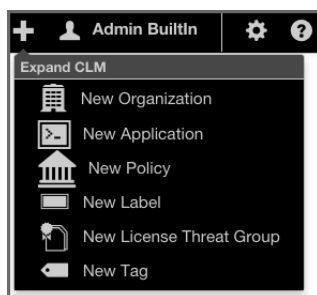 Admin BuiltIn
Expand CLM
New Organization
New Application
New Policy
New Label
New License Threat Group
New Tag